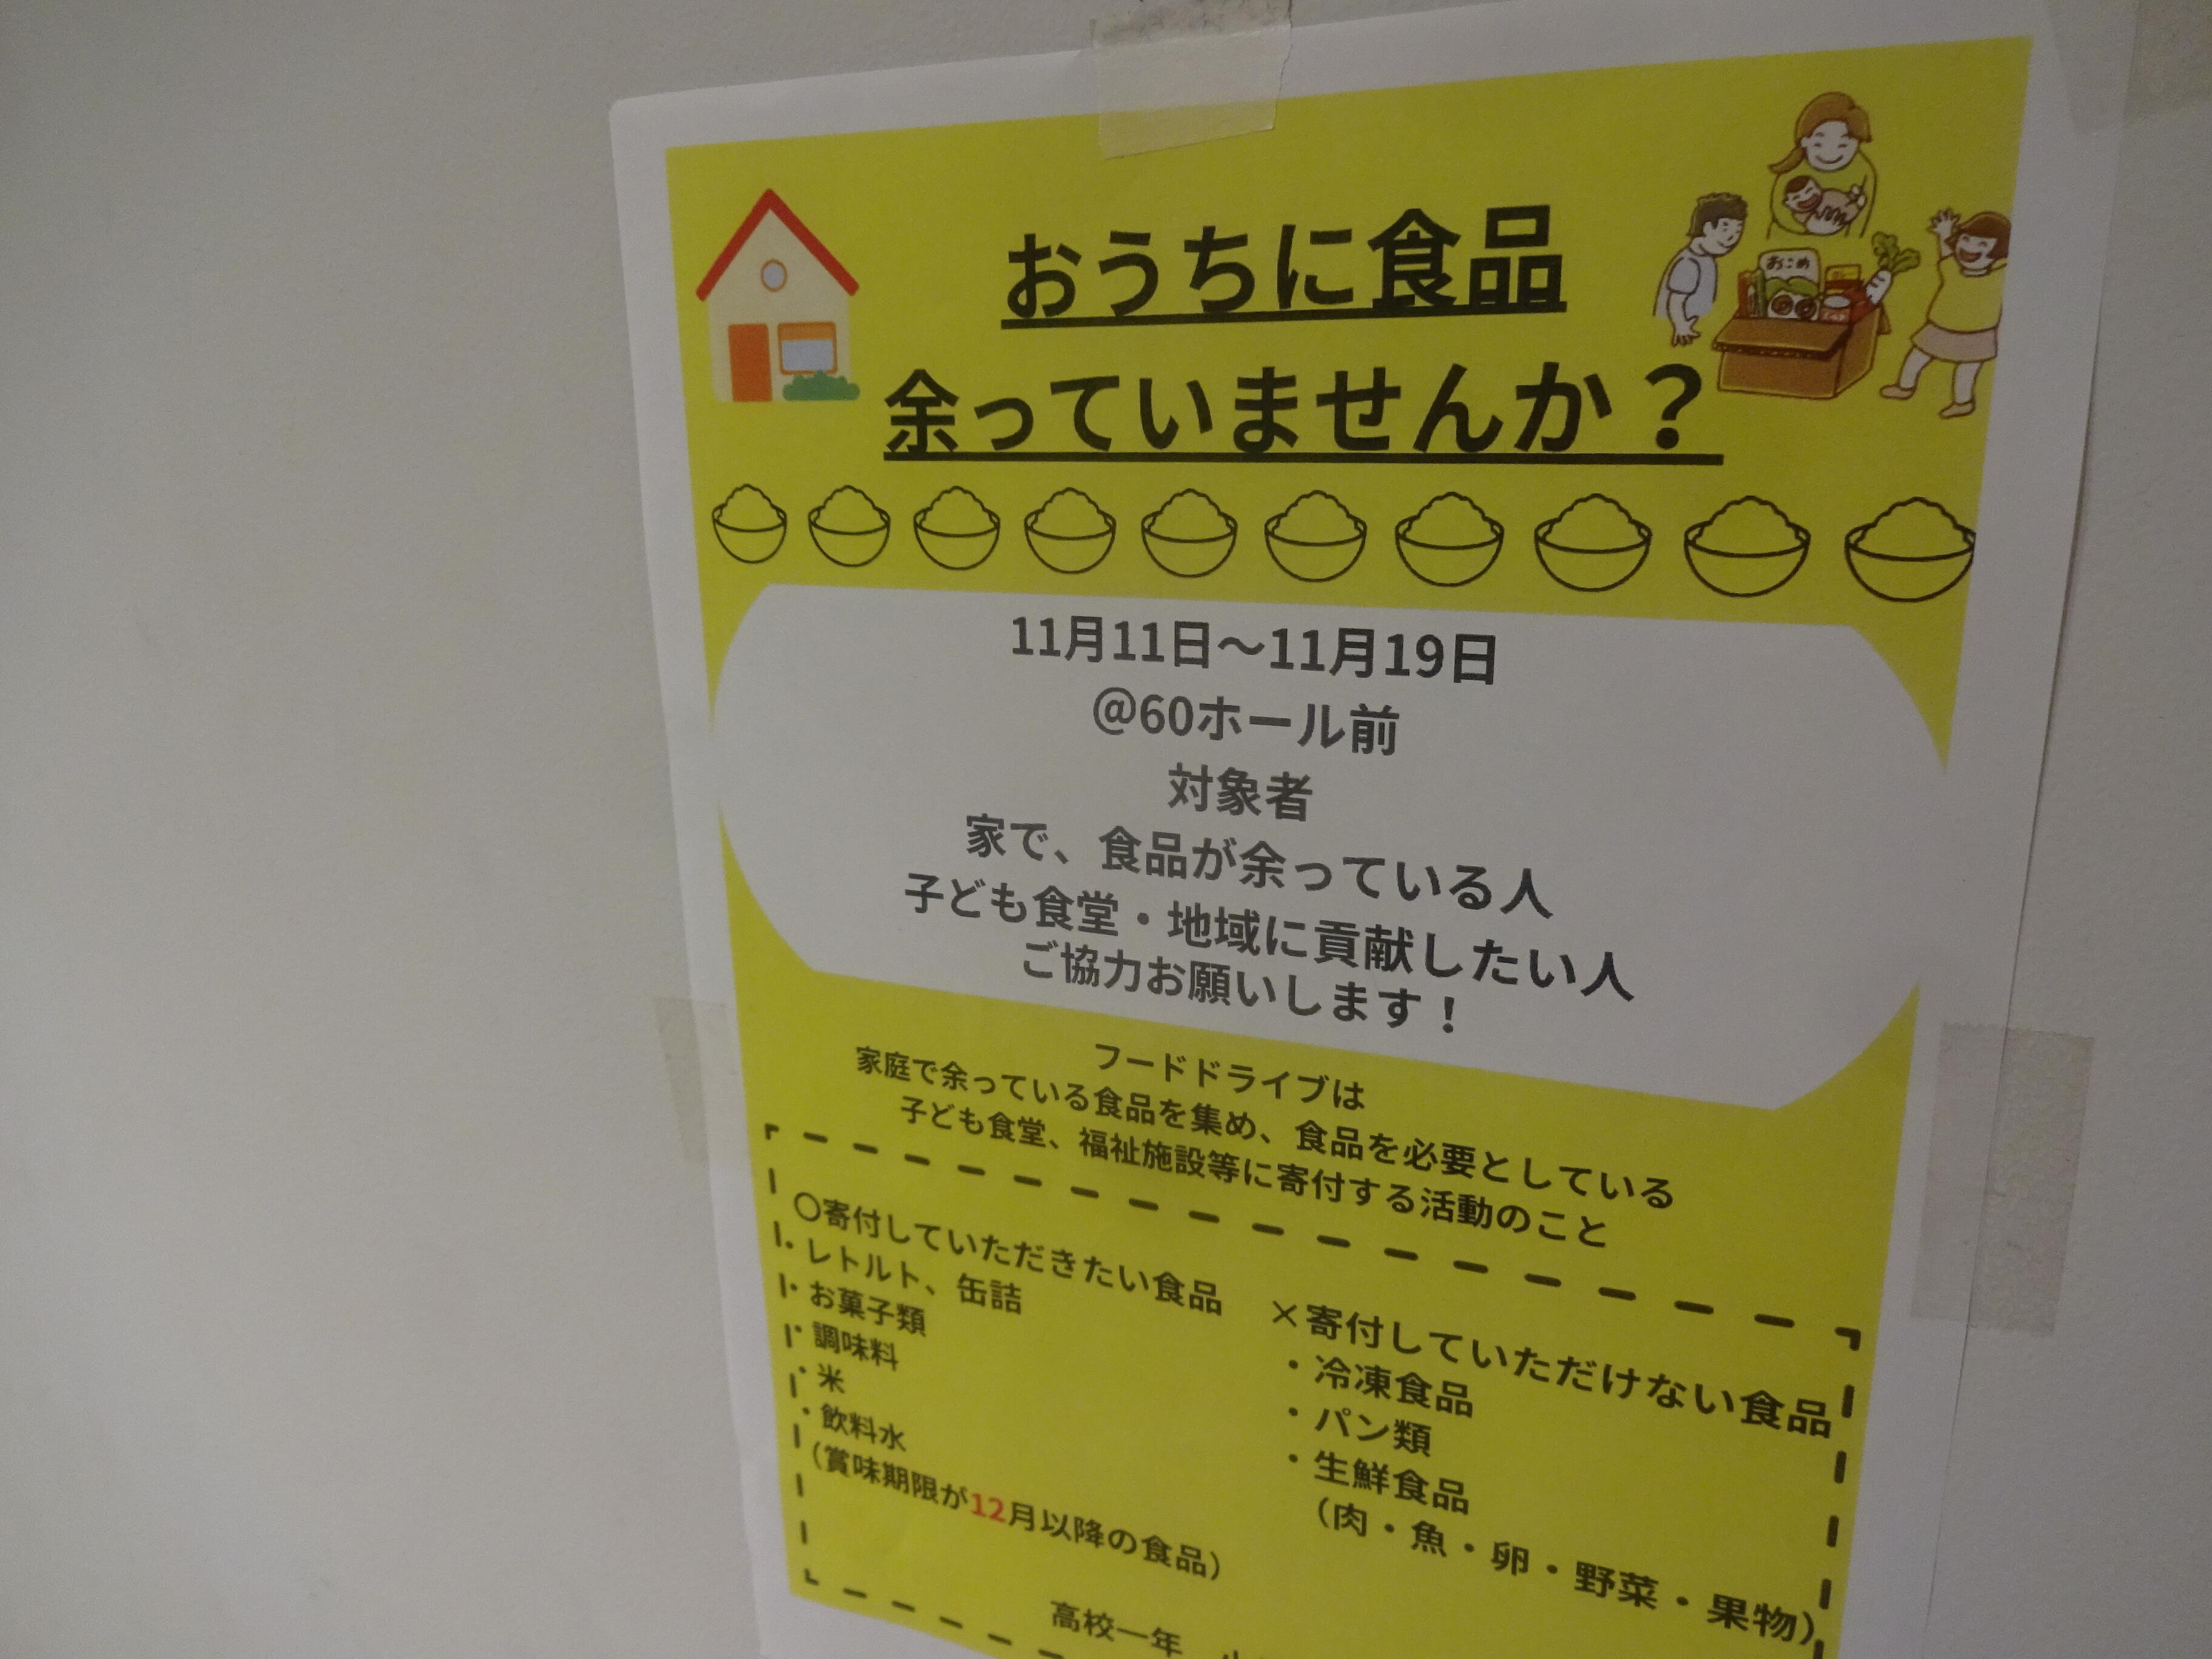 おうちに食品
余っていませんか？
おこめ
11月11日～11月19日
@60ホール前
対象者
家で、食品が余っている人
子ども食堂・地域に貢献したい人
ご協力お願いします！
フードドライブは
家庭で余っている食品を集め、食品を必要としている
子ども食堂、福祉施設等に寄付する活動のこと
〇寄付していただきたい食品
・レトルト、缶詰
・お菓子類
・調味料
・米
・飲料水
（賞味期限が12月以降の食品）
×寄付していただけない食品
・冷凍食品
・パン類
・生鮮食品
（肉・魚・卵・野菜・果物）
高校一年